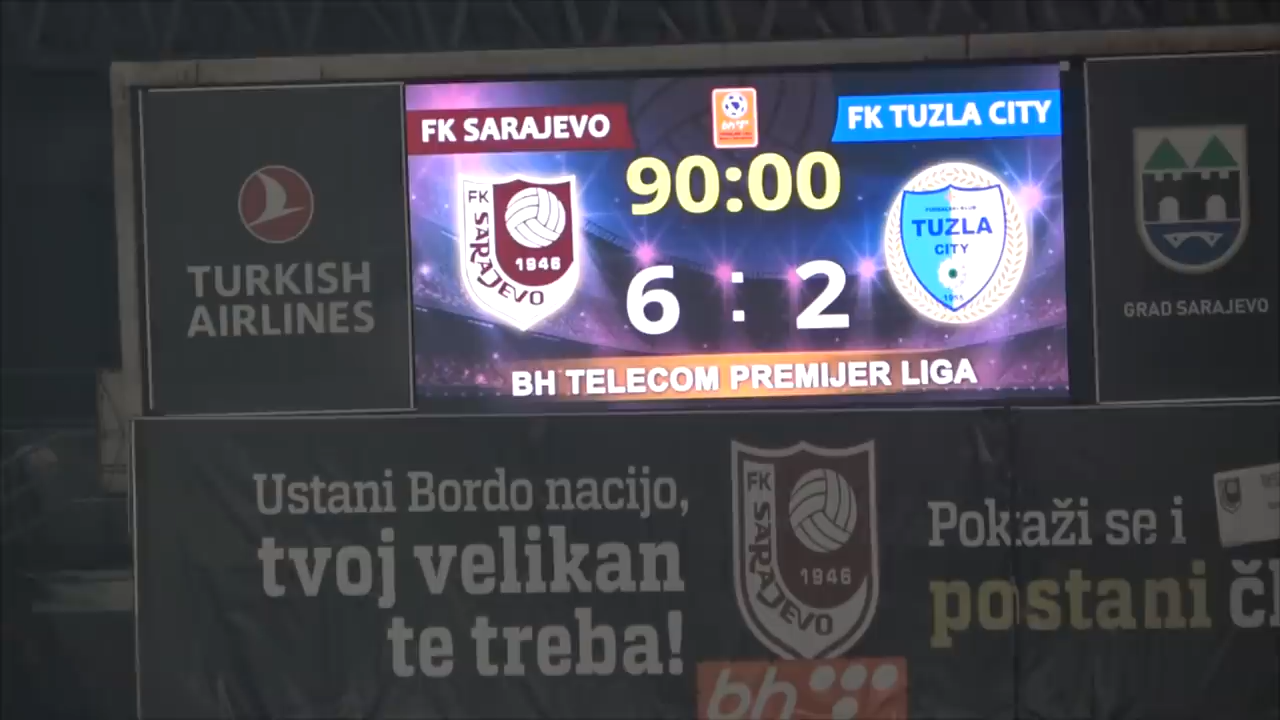 FK SARAJEVO
FK TUZLA CITY
90:00
FK
SARAJEVO
1946
TUZLA
CITY
6 : 2
BH TELECOM PREMIJER LIGA
TURKISH
AIRLINES
GRAD SARAJEVO
Ustani Bordo nacijo,
tvoj velikan
te treba!
FK
SARAJEVO
1946
bh
Pokaži se i
postani